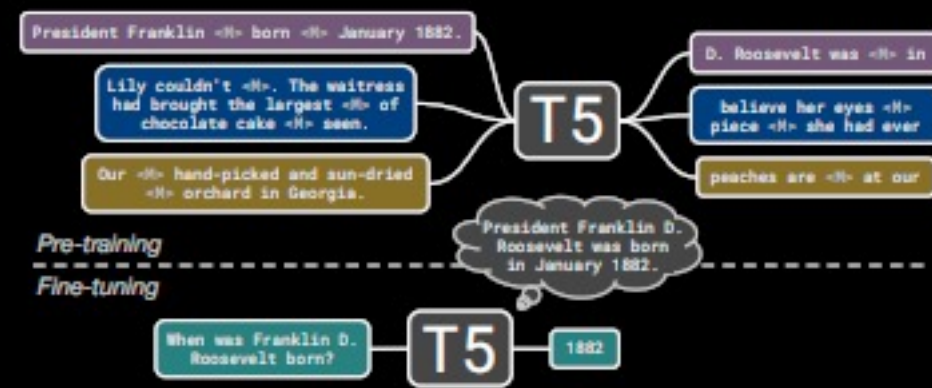 President Franklin <M> born <M> January 1882.
D. Roosevelt was <M> in
Lily couldn't <M>. The waitress
had brought the largest <M> of
chocolate cake <M> seen.
T5
believe her eyes <M>
piece <M> she had ever
Our <M> hand-picked and sun-dried
<M> orchard in Georgia.
peaches are <M> at our
Pre-training
President Franklin D.
Roosevelt was born
in January 1882.
Fine-tuning
When was Franklin D.
Roosevelt born?
T5
1882